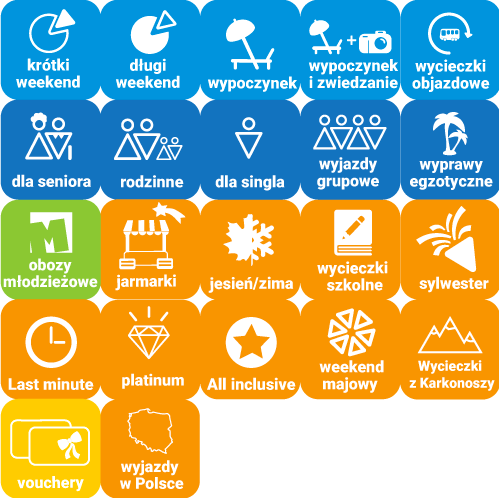 krótki
weekend
długi
weekend
wypoczynek
+
wypoczynek
i zwiedzanie
wycieczki
objazdowe
dla seniora
rodzinne
dla singla
wyjazdy
grupowe
wyprawy
egzotyczne
M
obozy
młodzieżowe
jarmarki
jesień/zima
wycieczki
szkolne
sylwester
Last minute
platinum
All inclusive
weekend
majowy
Wycieczki
z Karkonoszy
vouchery
wyjazdy
w Polsce